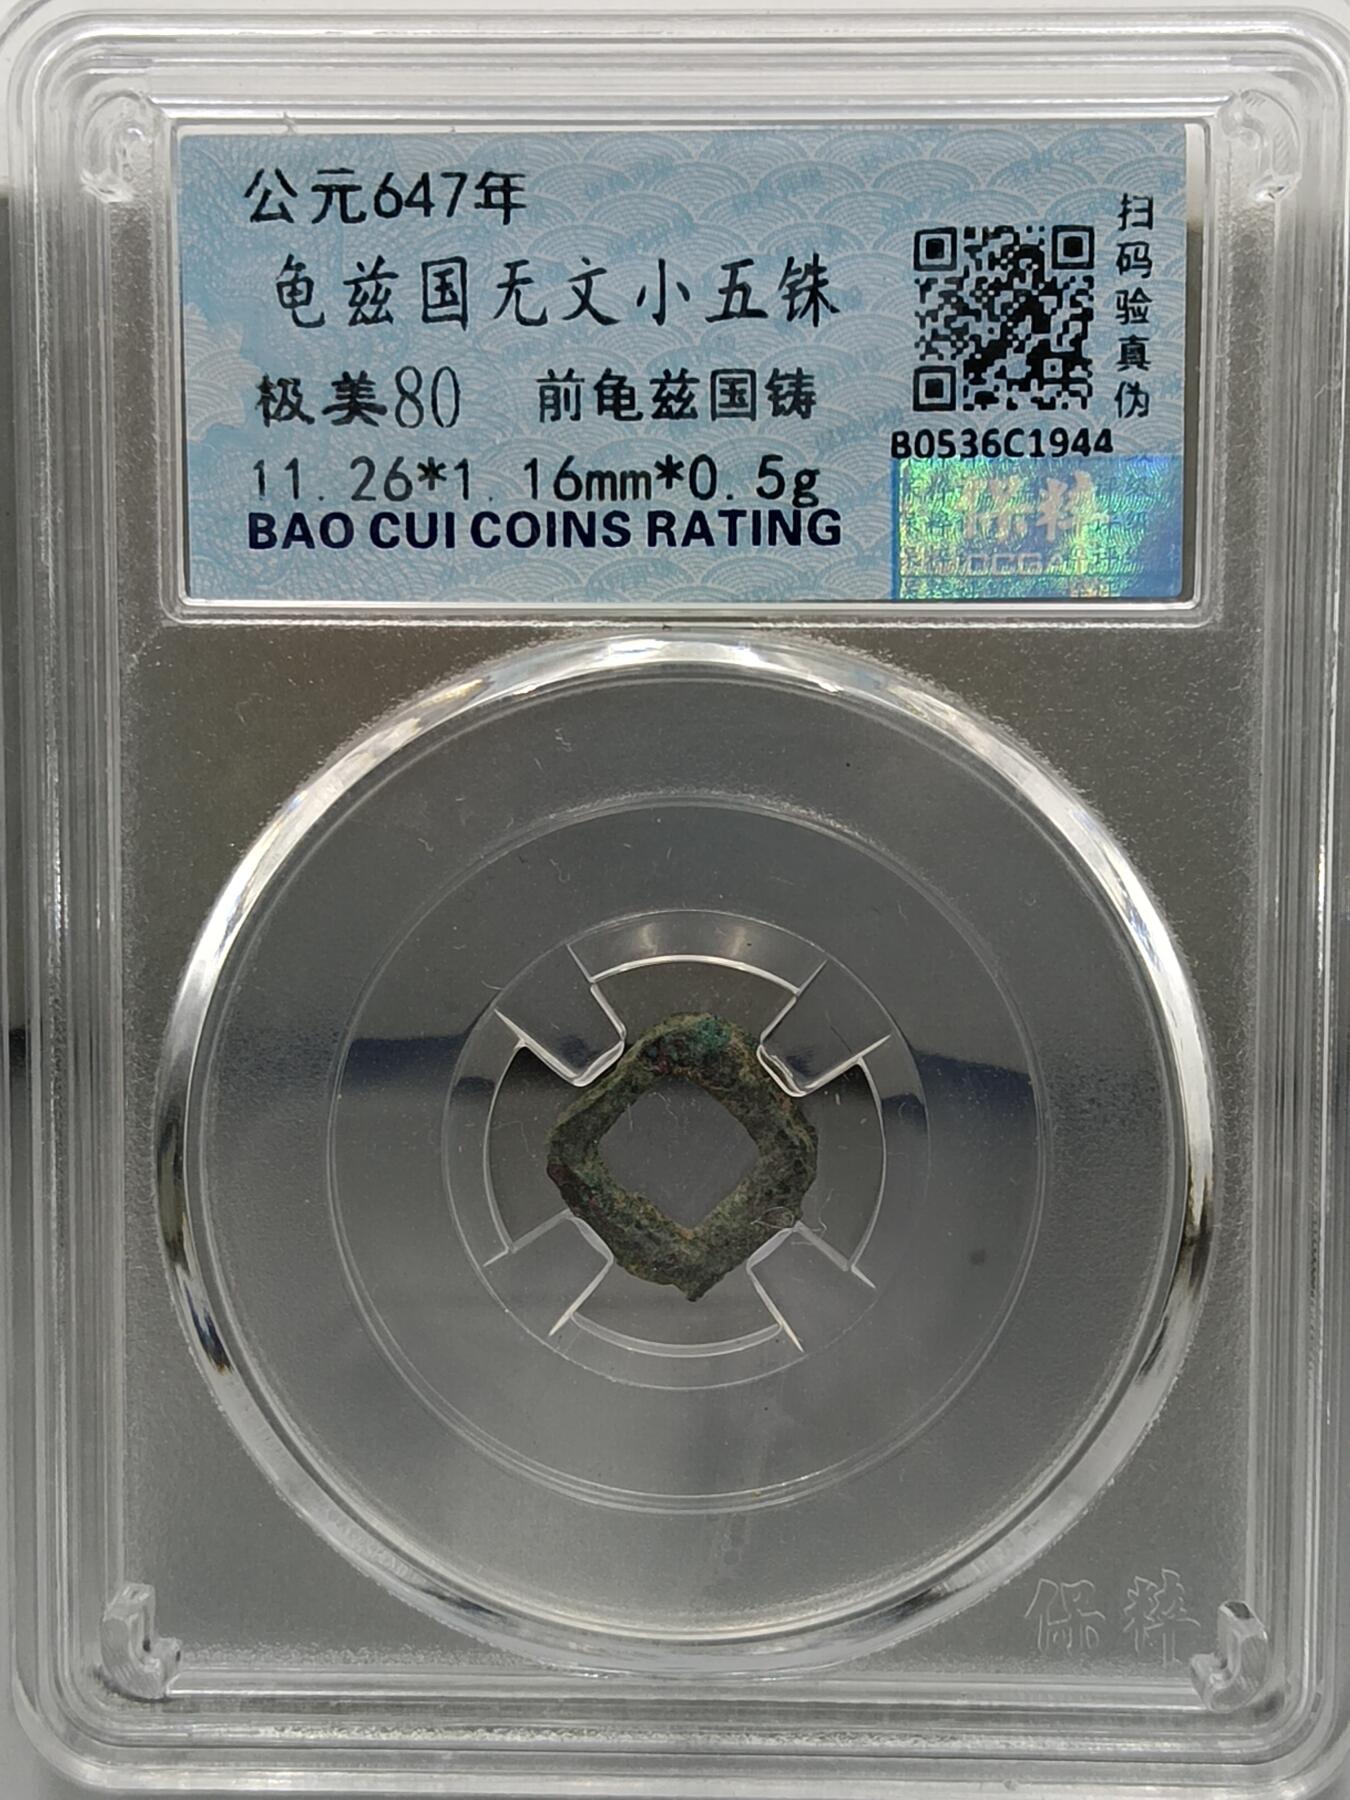 公元647年
龟兹国无文小五铢
极美80 前龟兹国铸
11.26*1.16mm*0.5g
BAO CUI COINS RATING
扫码验真伪
B0536C1944
保粹
保粹